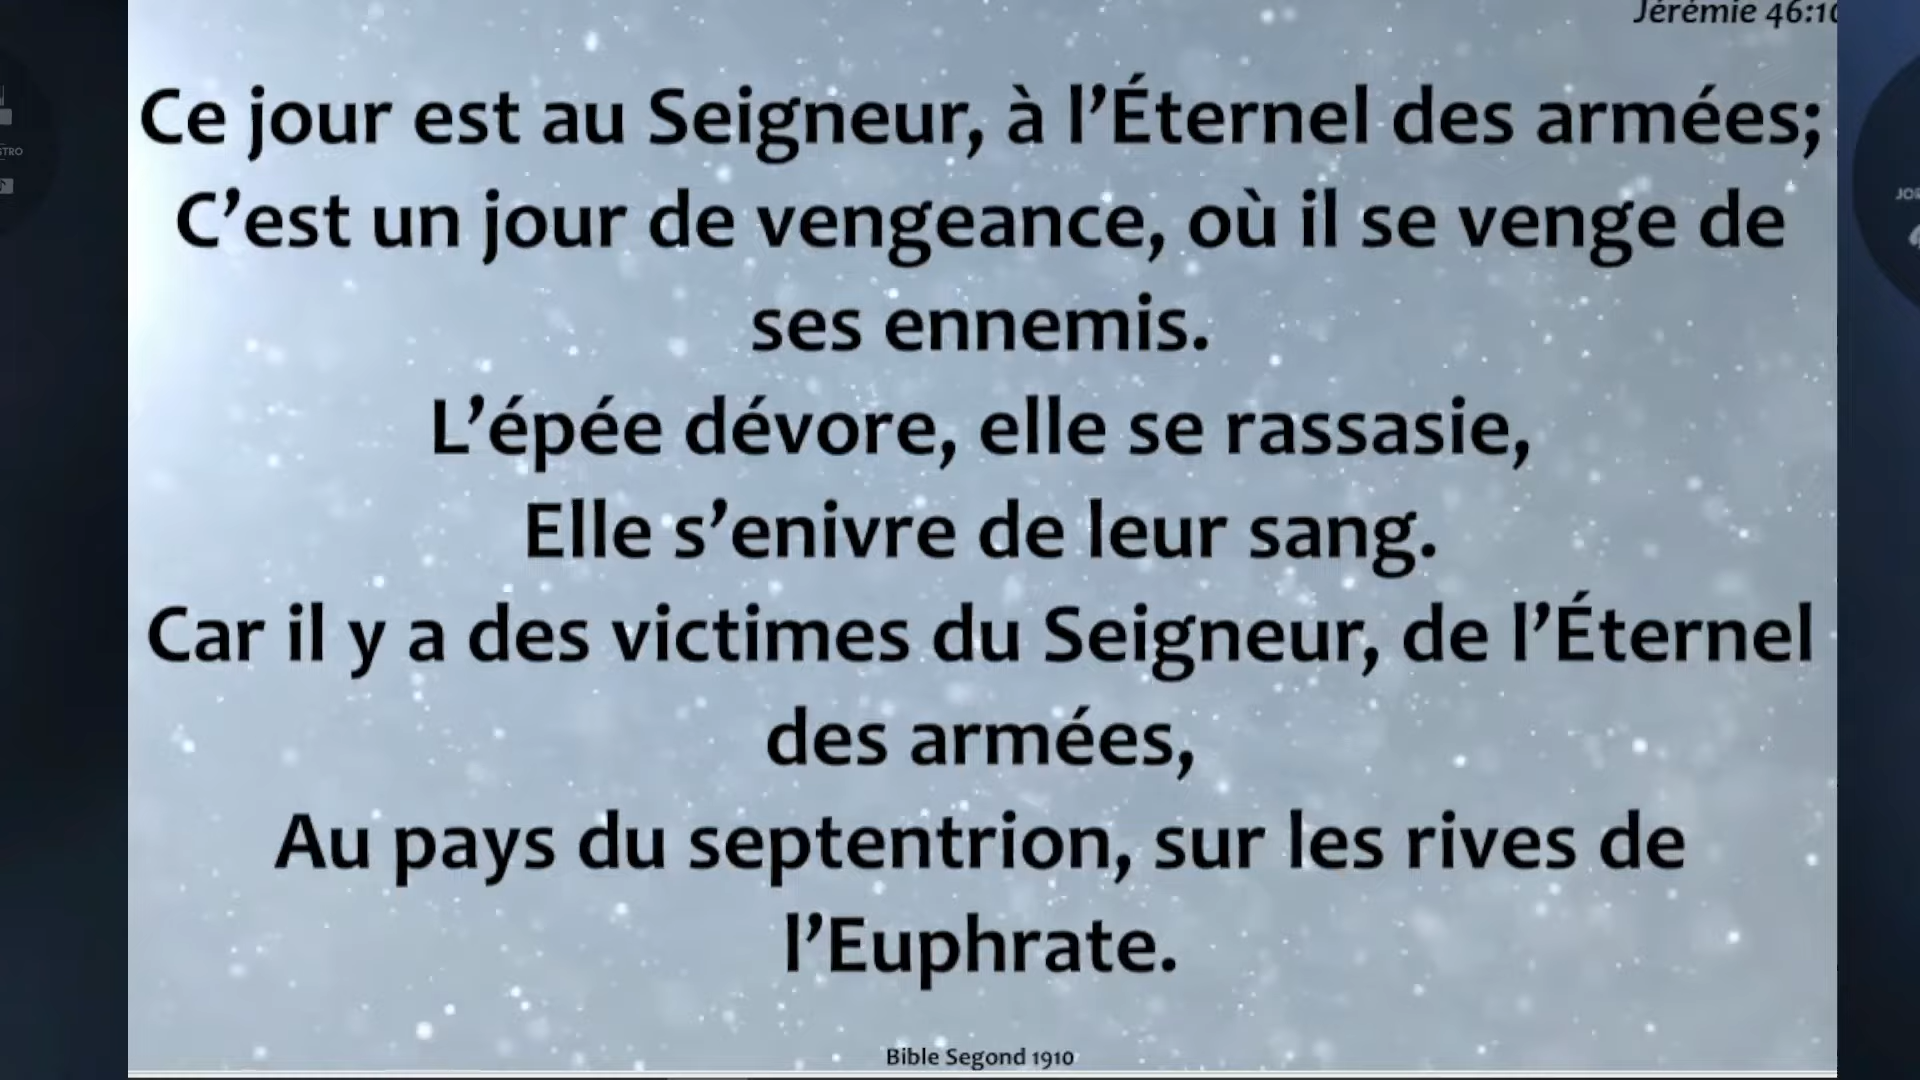 Jérémie 46:10
Ce jour est au Seigneur, à l’Éternel des armées;
C’est un jour de vengeance, où il se venge de
ses ennemis.
L’épée dévore, elle se rassasie,
Elle s’enivre de leur sang.
Car il y a des victimes du Seigneur, de l’Éternel
des armées,
Au pays du septentrion, sur les rives de
l’Euphrate.
Bible Segond 1910